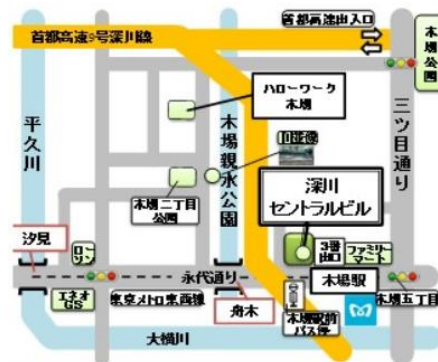 首都高速出入口
首都高速9号深川線
木場公園
ハローワーク
木場
平久川
木場親水公園
三ツ目通り
木場二丁目
公園
深川
セントラルビル
汐見
ローソン
3番
出口
ファミリー
マート
永代通り
木場駅
エネオス
GS
東京メトロ東西線
舟木
木場駅前
バス停
木場五丁目
大横川